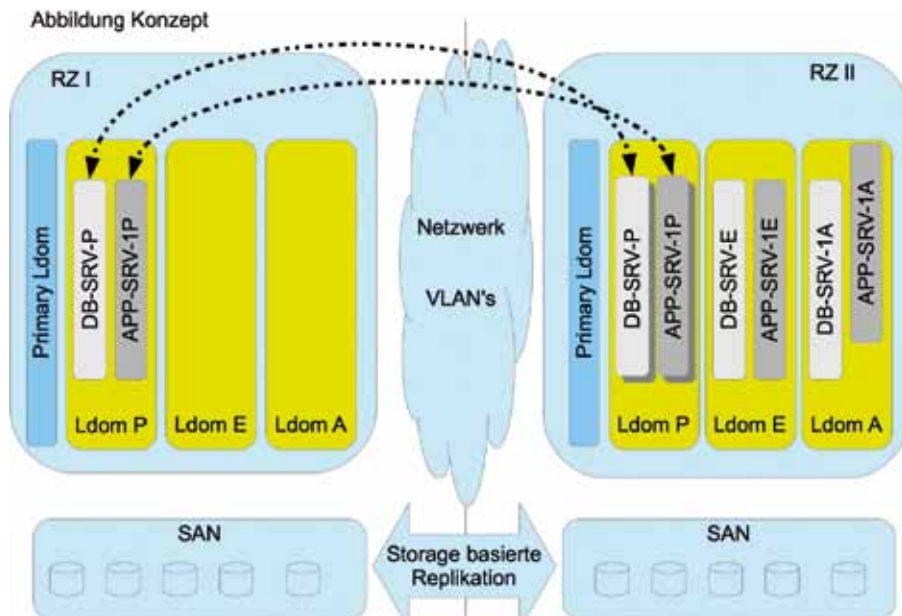 Abbildung Konzept
RZ I
Primary Ldom
DB-SRV-P
APP-SRV-1P
Ldom P
Ldom E
Ldom A
Netzwerk
VLAN's
RZ II
Primary Ldom
DB-SRV-P
APP-SRV-1P
Ldom P
DB-SRV-E
APP-SRV-1E
Ldom E
DB-SRV-1A
APP-SRV-1A
Ldom A
SAN
Storage basierte
Replikation
SAN